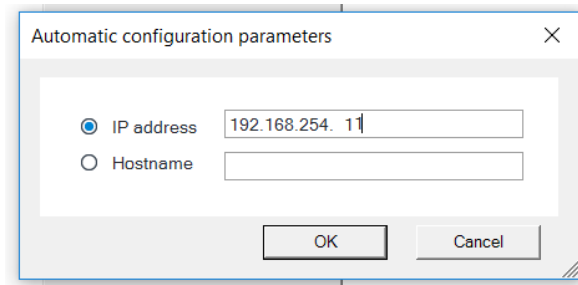 Automatic configuration parameters
IP address 192.168.254. 11
Hostname
OK Cancel